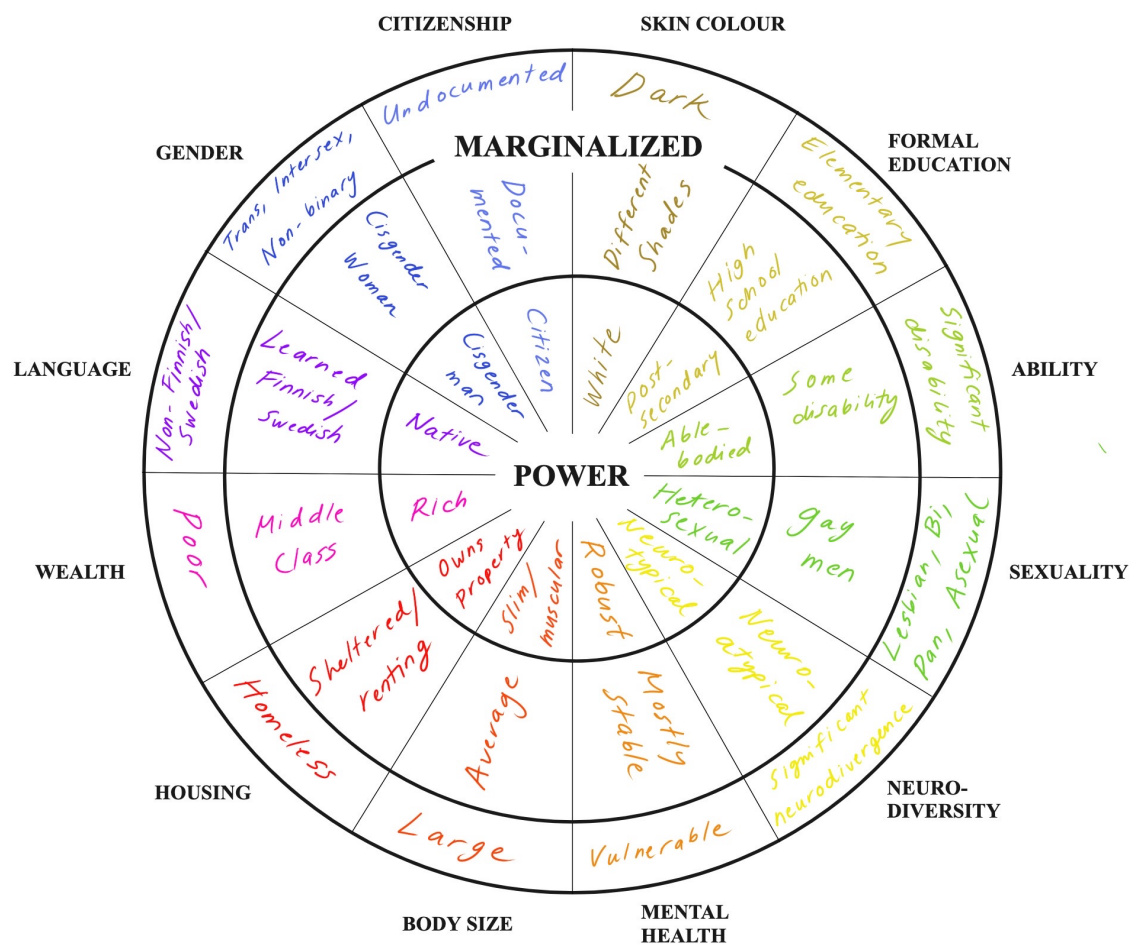 CITIZENSHIP
SKIN COLOUR
FORMAL
EDUCATION
ABILITY
SEXUALITY
NEURO-
DIVERSITY
MENTAL
HEALTH
BODY SIZE
HOUSING
WEALTH
LANGUAGE
GENDER
MARGINALIZED
POWER
Undocumented
Docu-
mented
Citizen
Dark
Different
Shades
White
Elementary
education
High
school
education
Post-
secondary
Significant
disability
Some
disability
Able-
bodied
Lesbian, Bi,
Pan, Asexual
Gay
men
Hetero-
sexual
Significant
neurodivergence
Neuro-
atypical
Neuro-
typical
Vulnerable
Mostly
Stable
Robust
Large
Average
Slim/
muscular
Homeless
Sheltered/
renting
Owns
Property
Poor
Middle
Class
Rich
Non-Finnish/
Swedish
Learned
Finnish/
Swedish
Native
Trans, Intersex,
Non-binary
Cisgender
Woman
Cisgender
man